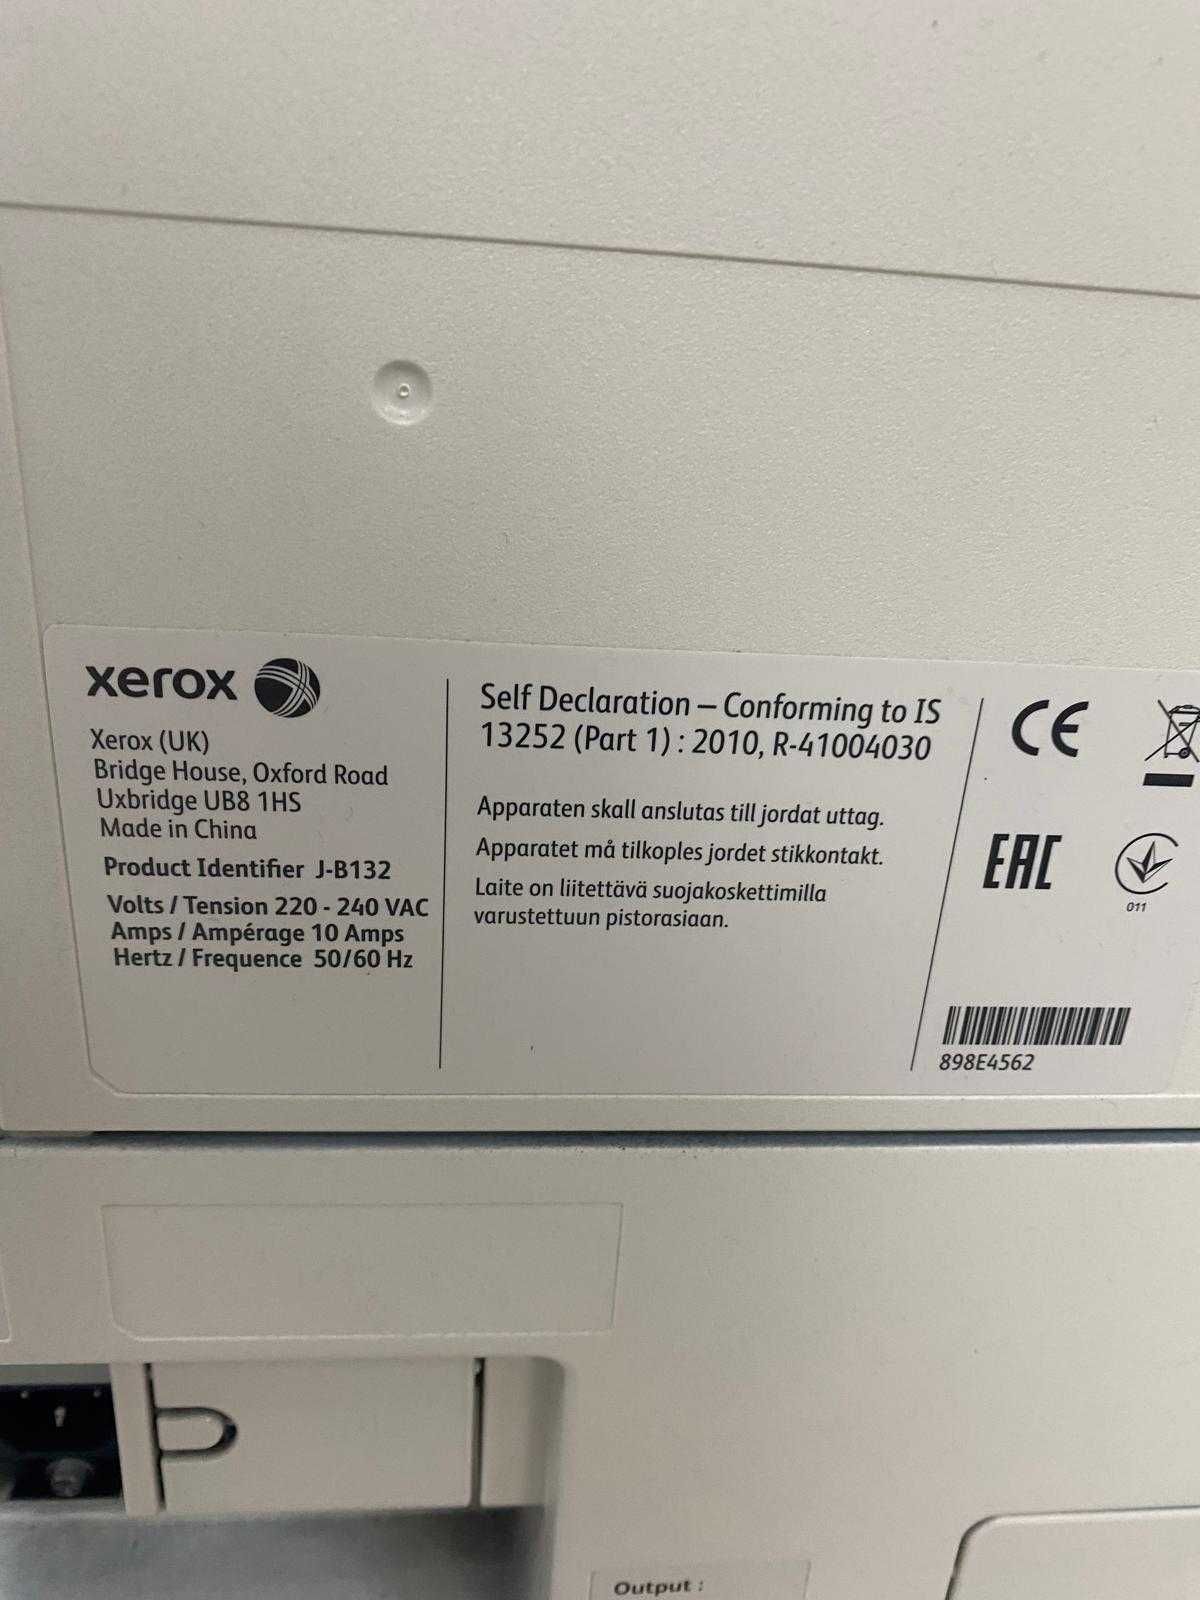 xerox
Xerox (UK)
Bridge House, Oxford Road
Uxbridge UB8 1HS
Made in China
Product Identifier J-B132
Volts / Tension 220 - 240 VAC
Amps / Ampérage 10 Amps
Hertz / Frequence 50/60 Hz
Self Declaration – Conforming to IS
13252 (Part 1) : 2010, R-41004030
Apparaten skall anslutas till jordat uttag.
Apparatet må tilkoples jordet stikkontakt.
Laite on liitettävä suojakoskettimilla
varustettuun pistorasiaan.
CE
EAC
011
898E4562
Output :